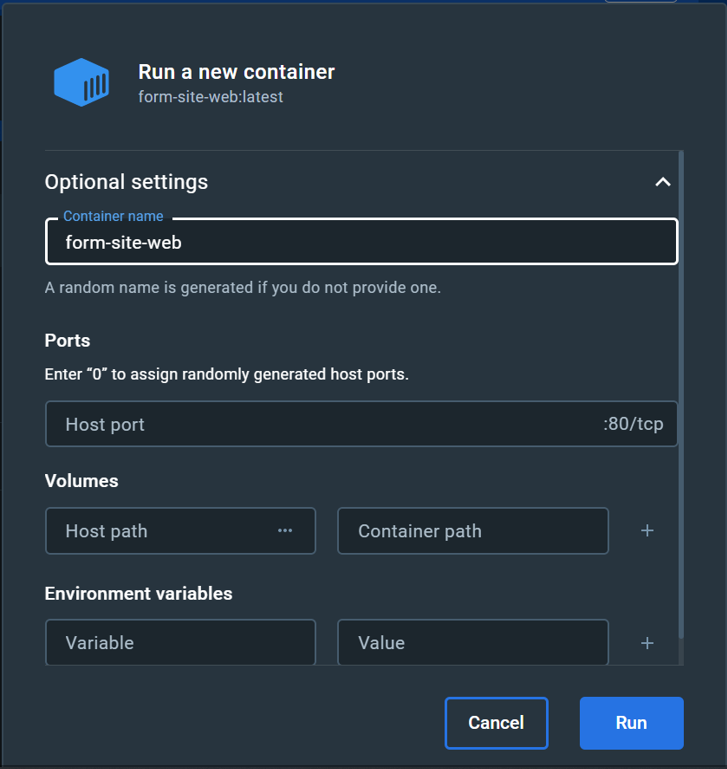 Run a new container
form-site-web:latest
Optional settings
Container name
form-site-web
A random name is generated if you do not provide one.
Ports
Enter “0” to assign randomly generated host ports.
Host port :80/tcp
Volumes
Host path ··· Container path +
Environment variables
Variable Value +
Cancel Run